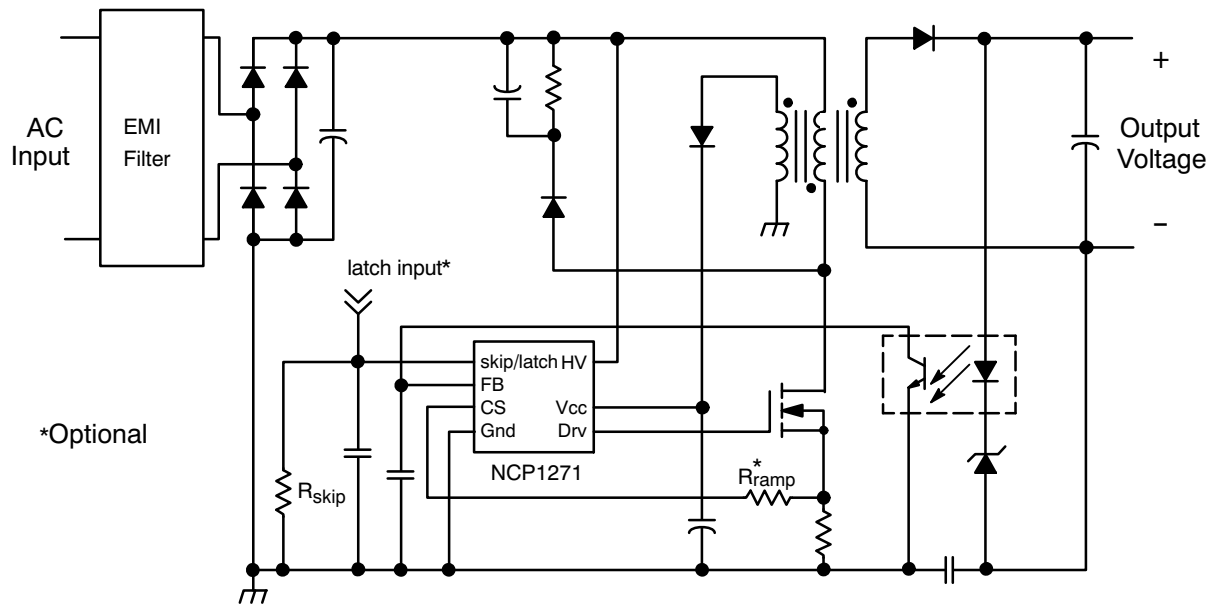 AC
Input
EMI
Filter
+
Output
Voltage
−
latch input*
skip/latch HV
FB
CS
Vcc
Gnd
Drv
NCP1271
*Optional
Rskip
R*ramp